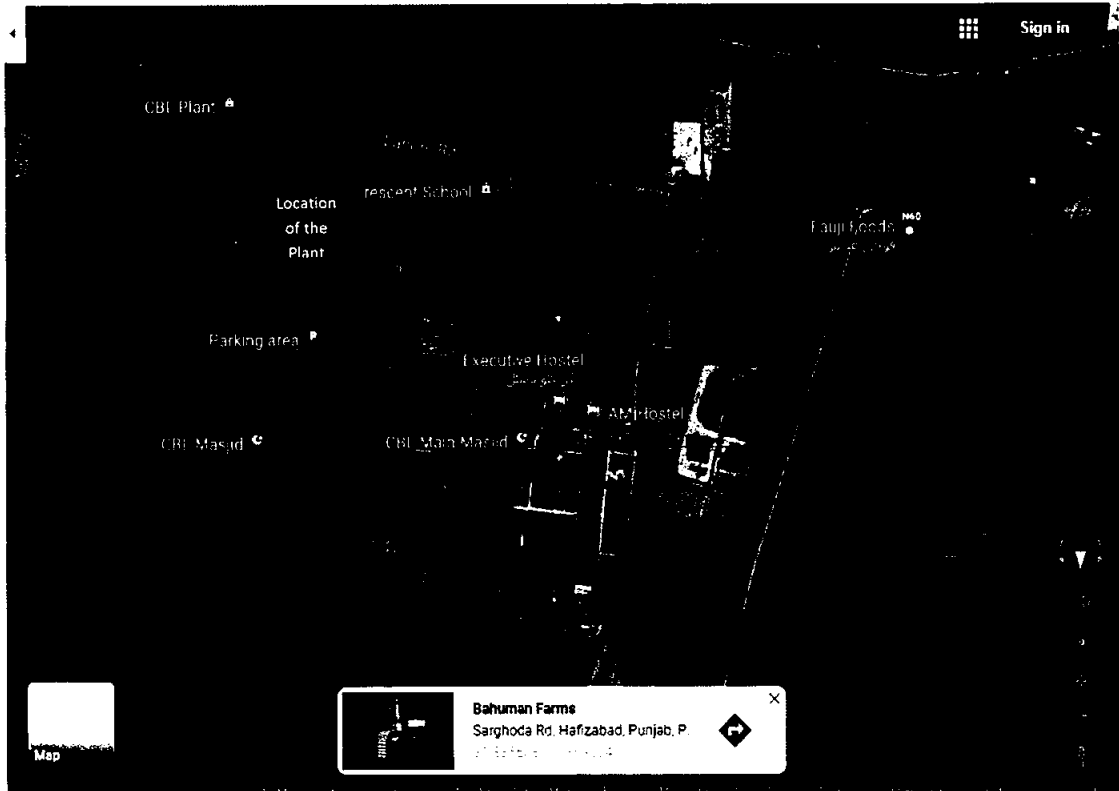 Sign in
CBL Plant
rescent School
Location
of the
Plant
N60
Fauji Foods
Parking area
P
Executive Hostel
AM Hostel
CBL Masjid
CBL Main Masjid
Bahuman Farms
Sarghoda Rd, Hafizabad, Punjab, P.
Map